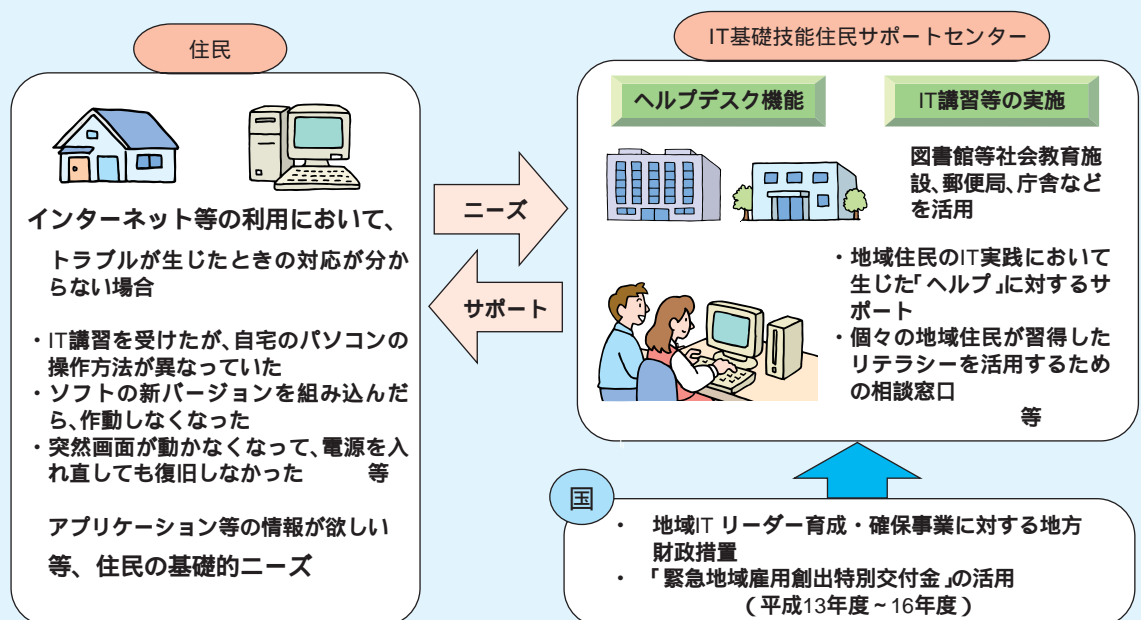 住民
インターネット等の利用において、
トラブルが生じたときの対応が分か
らない場合
・IT講習を受けたが、自宅のパソコンの
操作方法が異なっていた
・ソフトの新バージョンを組み込んだ
ら、作動しなくなった
・突然画面が動かなくなって、電源を入
れ直しても復旧しなかった 等
アプリケーション等の情報が欲しい
等、住民の基礎的ニーズ
ニーズ
サポート
IT基礎技能住民サポートセンター
ヘルプデスク機能
IT講習等の実施
図書館等社会教育施
設、郵便局、庁舎など
を活用
・地域住民のIT実践において
生じた「ヘルプ」に対するサ
ポート
・個々の地域住民が習得した
リテラシーを活用するため
の相談窓口
等
国
・ 地域IT リーダー育成・確保事業に対する地方
財政措置
・ 「緊急地域雇用創出特別交付金」の活用
（平成13年度~16年度）